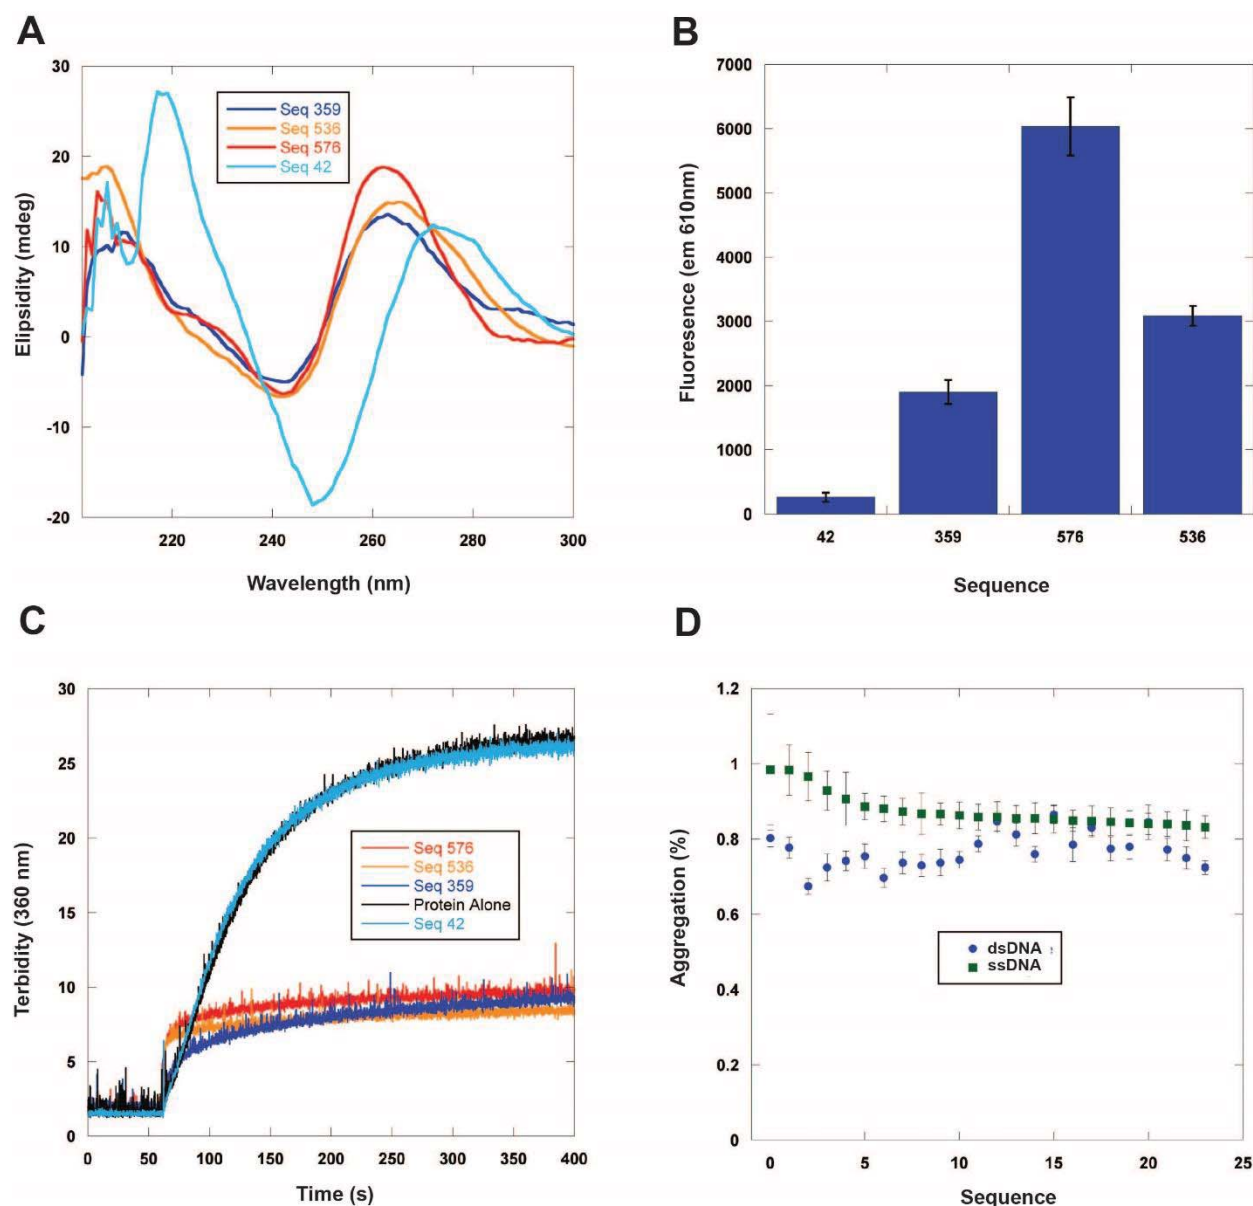 A
Elipsidity (mdeg)
30
20
10
0
-10
-20
Seq 359
Seq 536
Seq 576
Seq 42
220
240
260
280
300
Wavelength (nm)
B
Fluoresence (em 610nm)
7000
6000
5000
4000
3000
2000
1000
0
42
359
576
536
Sequence
C
Terbidity (360 nm)
30
25
20
15
10
5
0
Seq 576
Seq 536
Seq 359
Protein Alone
Seq 42
0
50
100
150
200
250
300
350
400
Time (s)
D
Aggregation (%)
1.2
1
0.8
0.6
0.4
0.2
0
dsDNA
ssDNA
0
5
10
15
20
25
Sequence